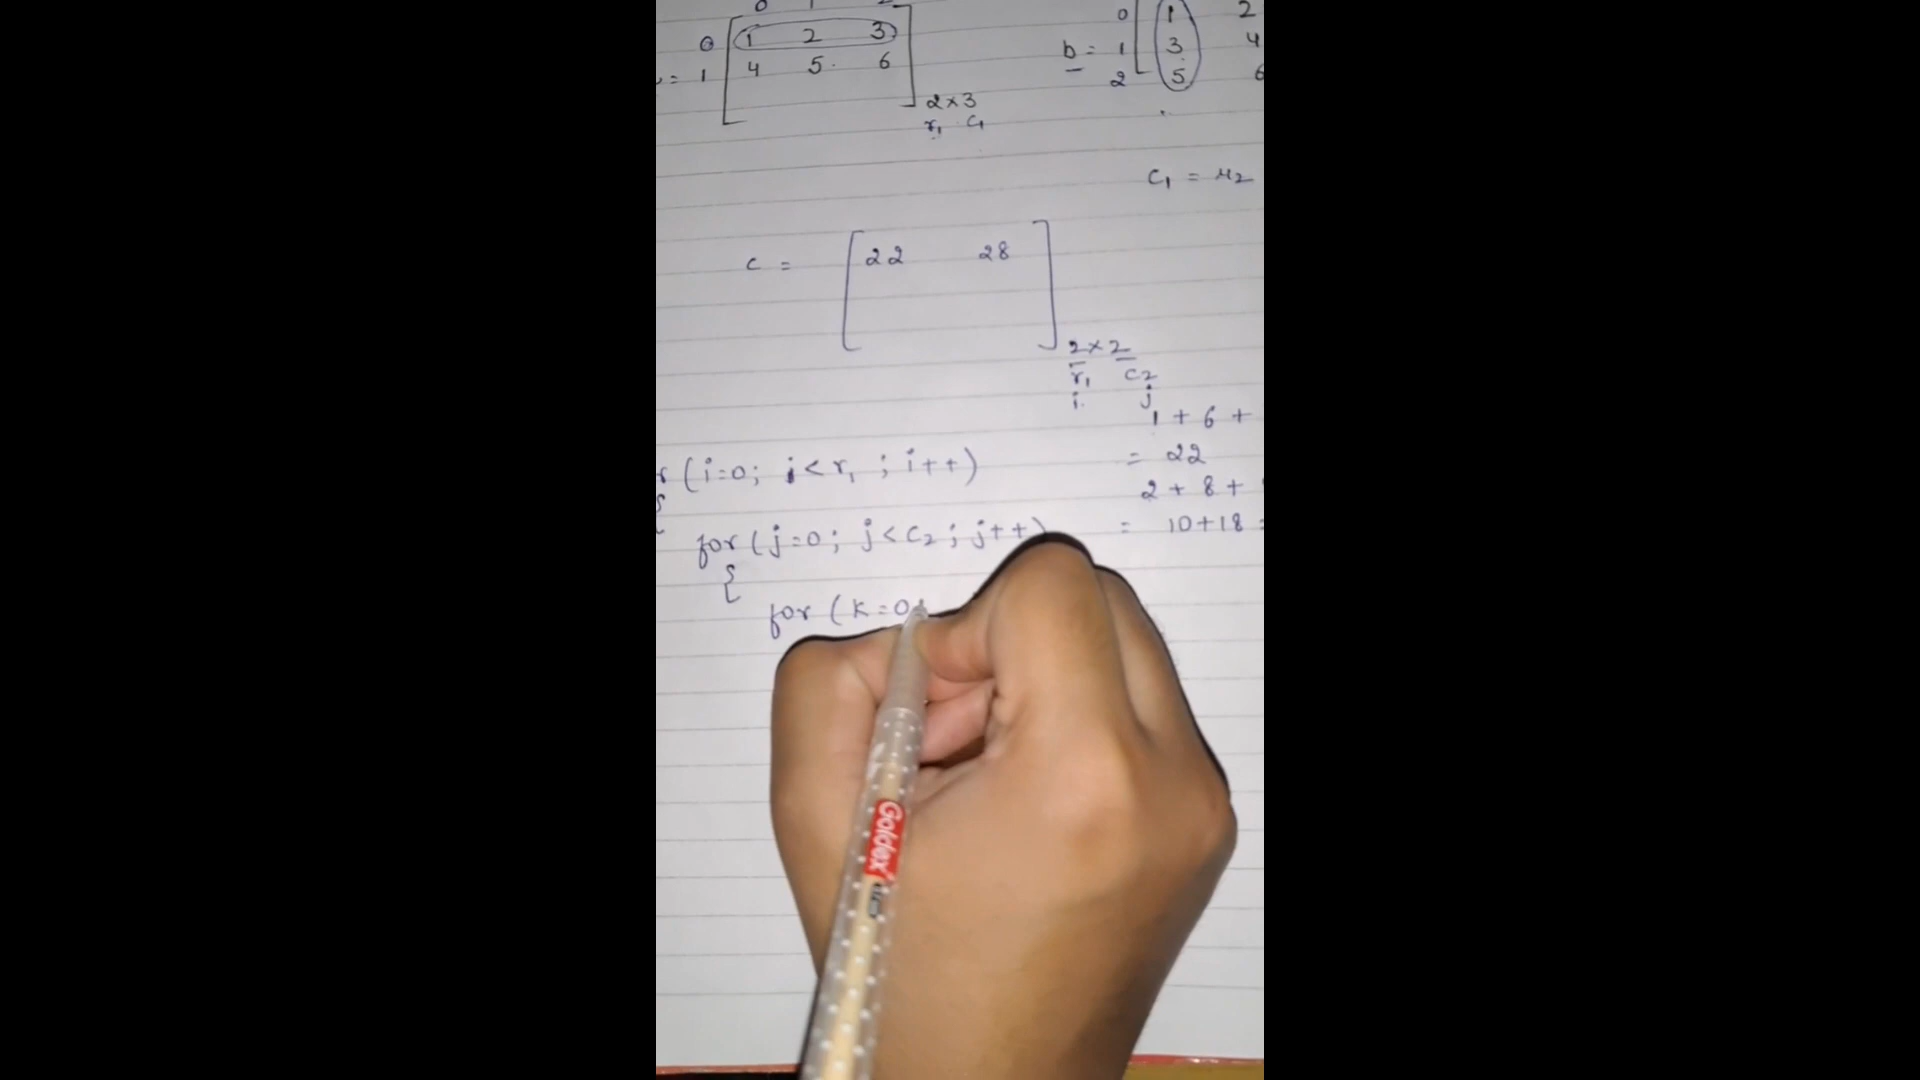 0 1 2 3
= 1 4 5 6
2×3
r₁ c₁
0 1 2
b = 1 3 4
2 5 6
c₁ = r₂
c = 22 28
2×2
r₁ c₂
i j
1 + 6 +
(i=0; i<r₁ ; i++)
= 22
2 + 8 +
{
for (j=0; j<c₂ ; j++)
= 10+18 =
{
for (k=0;
Goldex